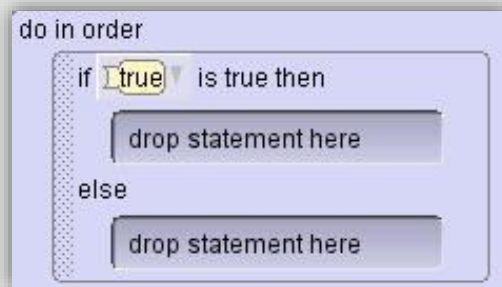 do in order
if true is true then
drop statement here
else
drop statement here